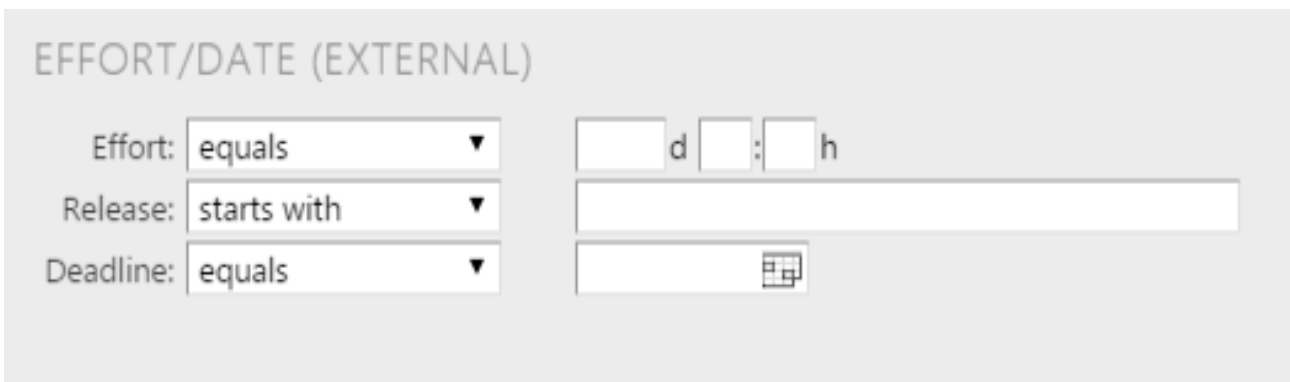 EFFORT/DATE (EXTERNAL)
Effort: equals d : h
Release: starts with
Deadline: equals